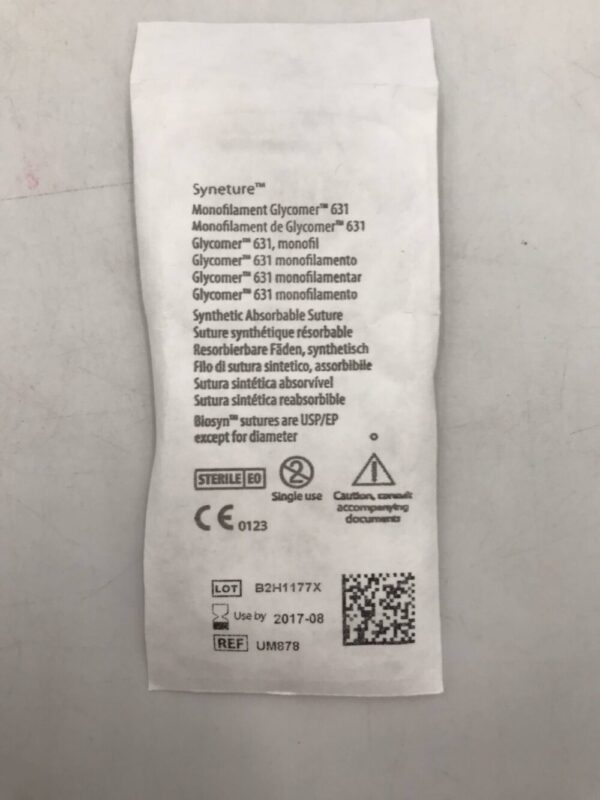 Syneture™
Monofilament Glycomer™ 631
Monofilament de Glycomer™ 631
Glycomer™ 631, monofil
Glycomer™ 631 monofilamento
Glycomer™ 631 monofilamentar
Glycomer™ 631 monofilamento
Synthetic Absorbable Suture
Suture synthétique résorbable
Resorbierbare Fäden, synthetisch
Filo di sutura sintetico, assorbibile
Sutura sintética absorvível
Sutura sintética reabsorbible
Biosyn™ sutures are USP/EP
except for diameter
STERILE EO
2
Single use
Caution, consult
accompanying
documents
CE 0123
LOT B2H1177X
Use by 2017-08
REF UM878